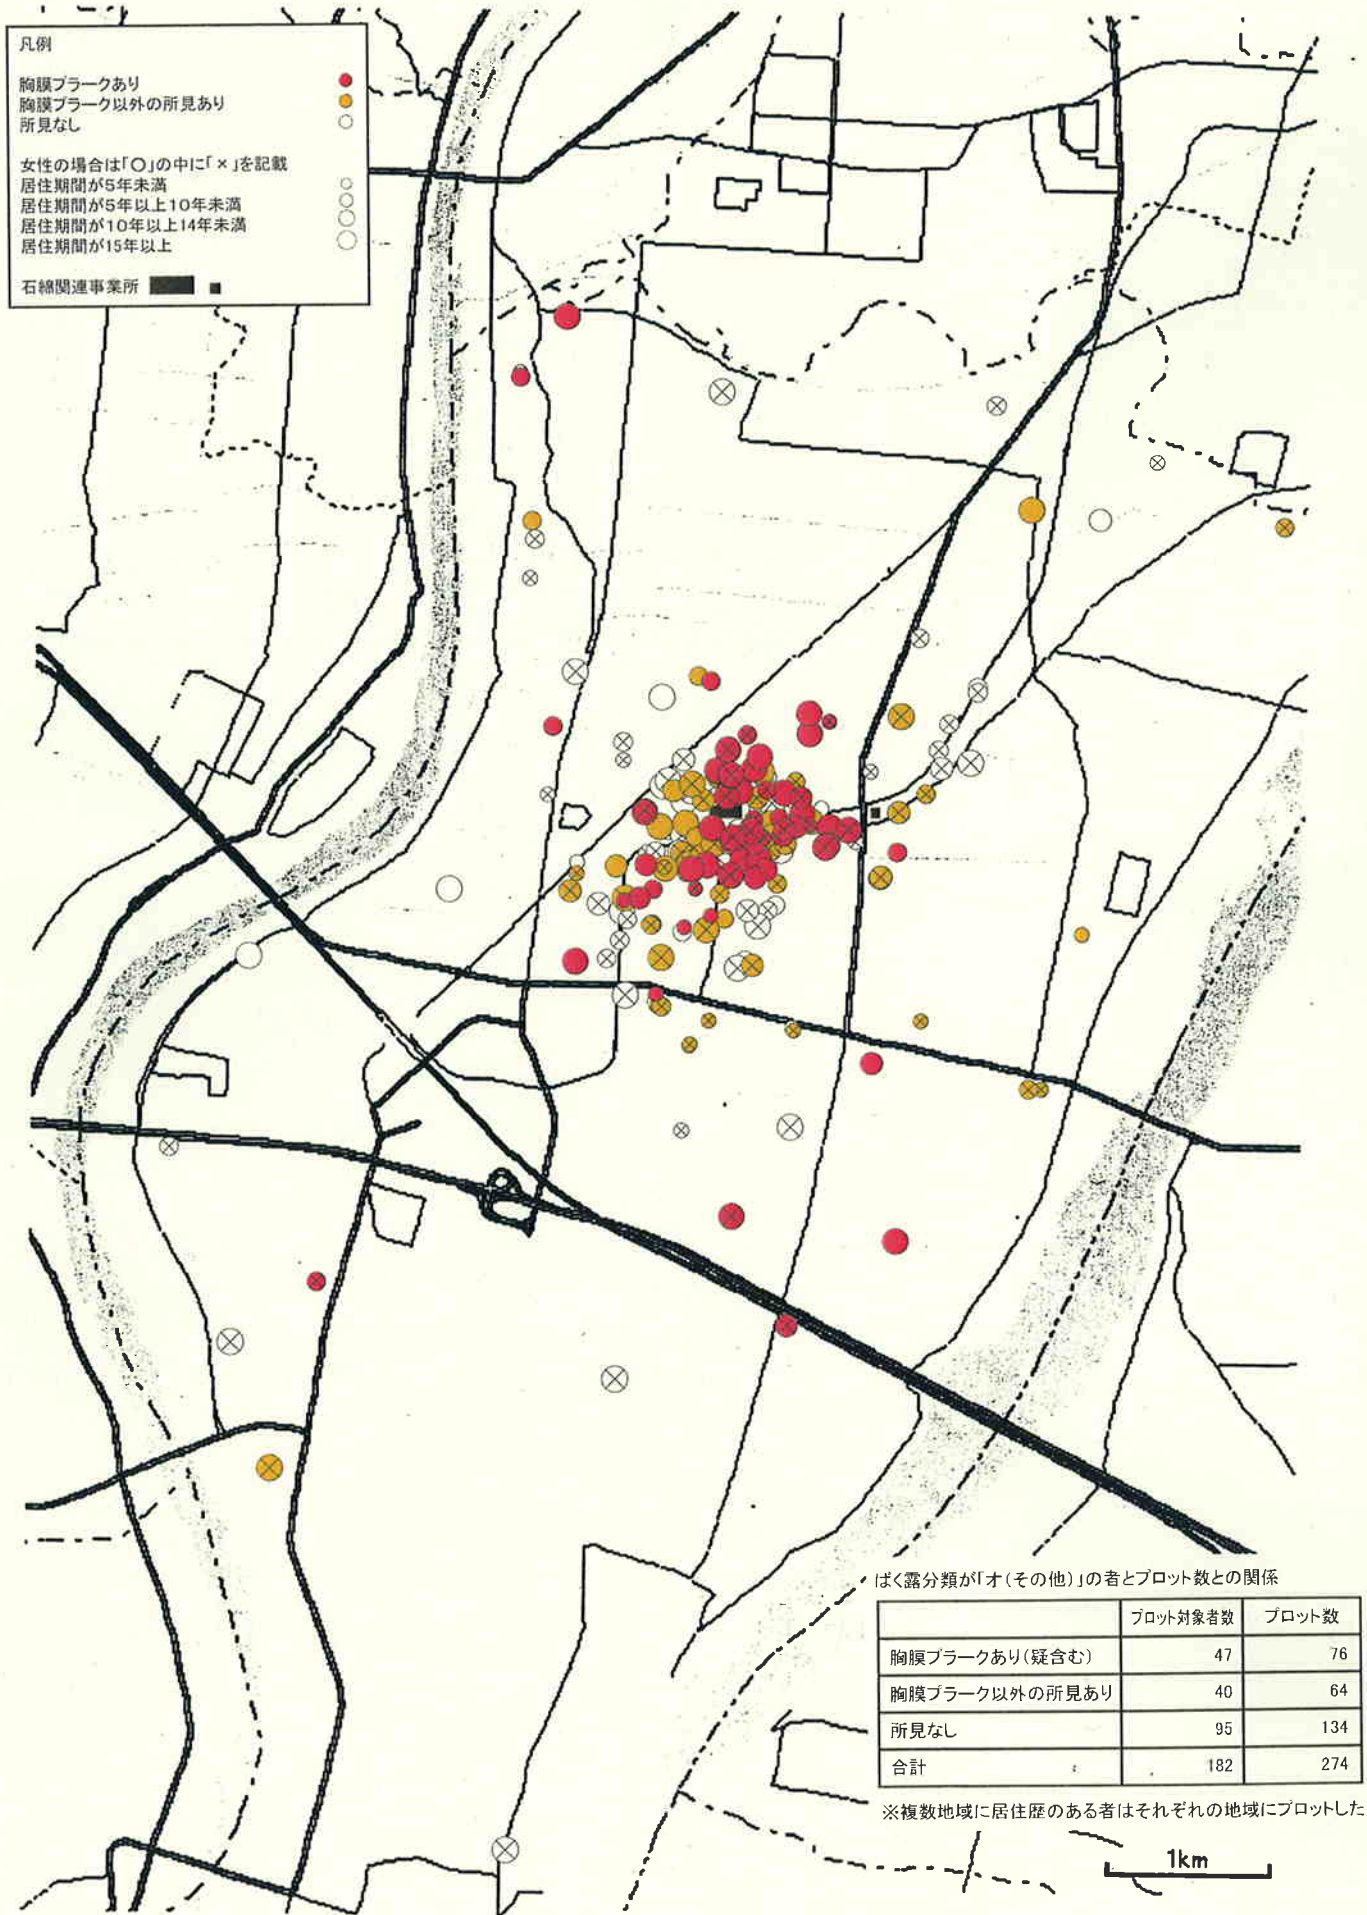 凡例
胸膜プラークあり
胸膜プラーク以外の所見あり
所見なし
女性の場合は「○」の中に「×」を記載
居住期間が5年未満
居住期間が5年以上10年未満
居住期間が10年以上14年未満
居住期間が15年以上
石綿関連事業所
ばく露分類が「オ(その他)」の者とプロット数との関係
プロット対象者数 プロット数
胸膜プラークあり(疑含む) 47 76
胸膜プラーク以外の所見あり 40 64
所見なし 95 134
合計 182 274
※複数地域に居住歴のある者はそれぞれの地域にプロットした
1km